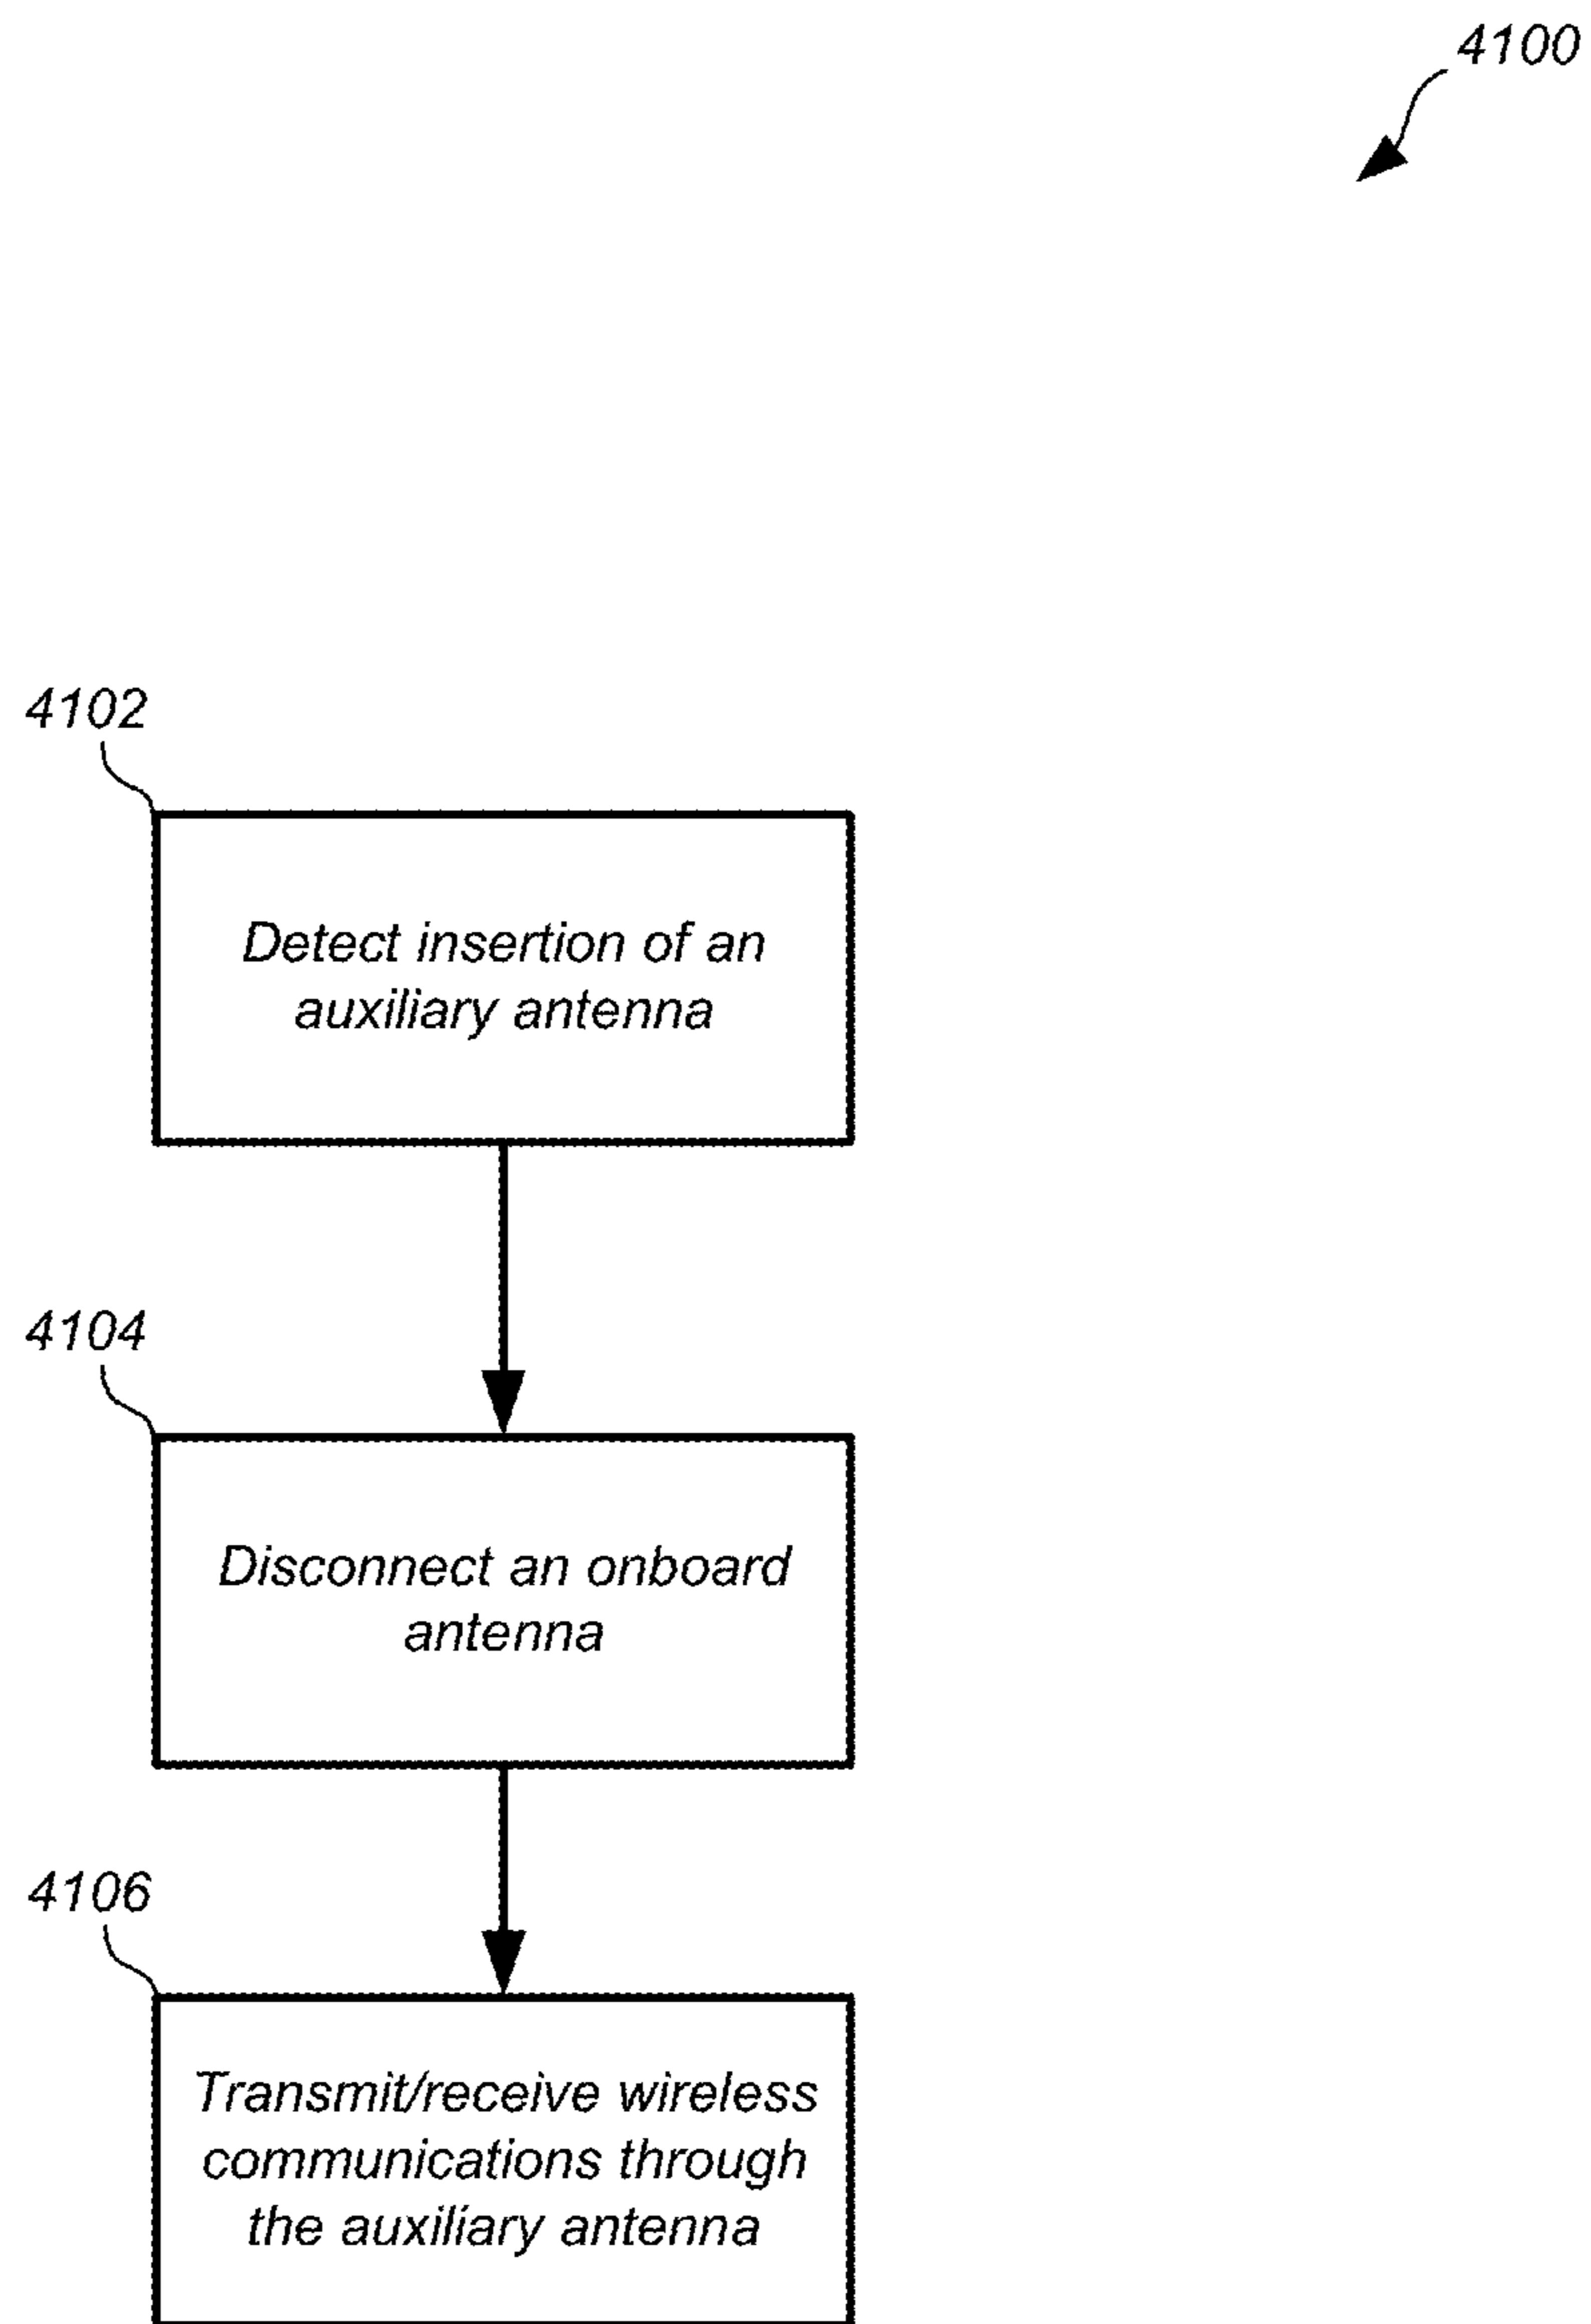 4100
4102
Detect insertion of an
auxiliary antenna
4104
Disconnect an onboard
antenna
4106
Transmit/receive wireless
communications through
the auxiliary antenna